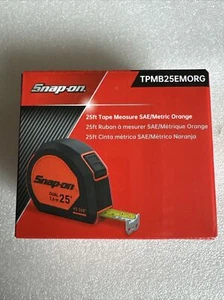 Snap-on
TPMB25EMORG
25ft Tape Measure SAE/Metric Orange
25ft Ruban à mesurer SAE/Métrique Orange
25ft Cinta métrico SAE/Métrico Naranja
Snap-on
25'